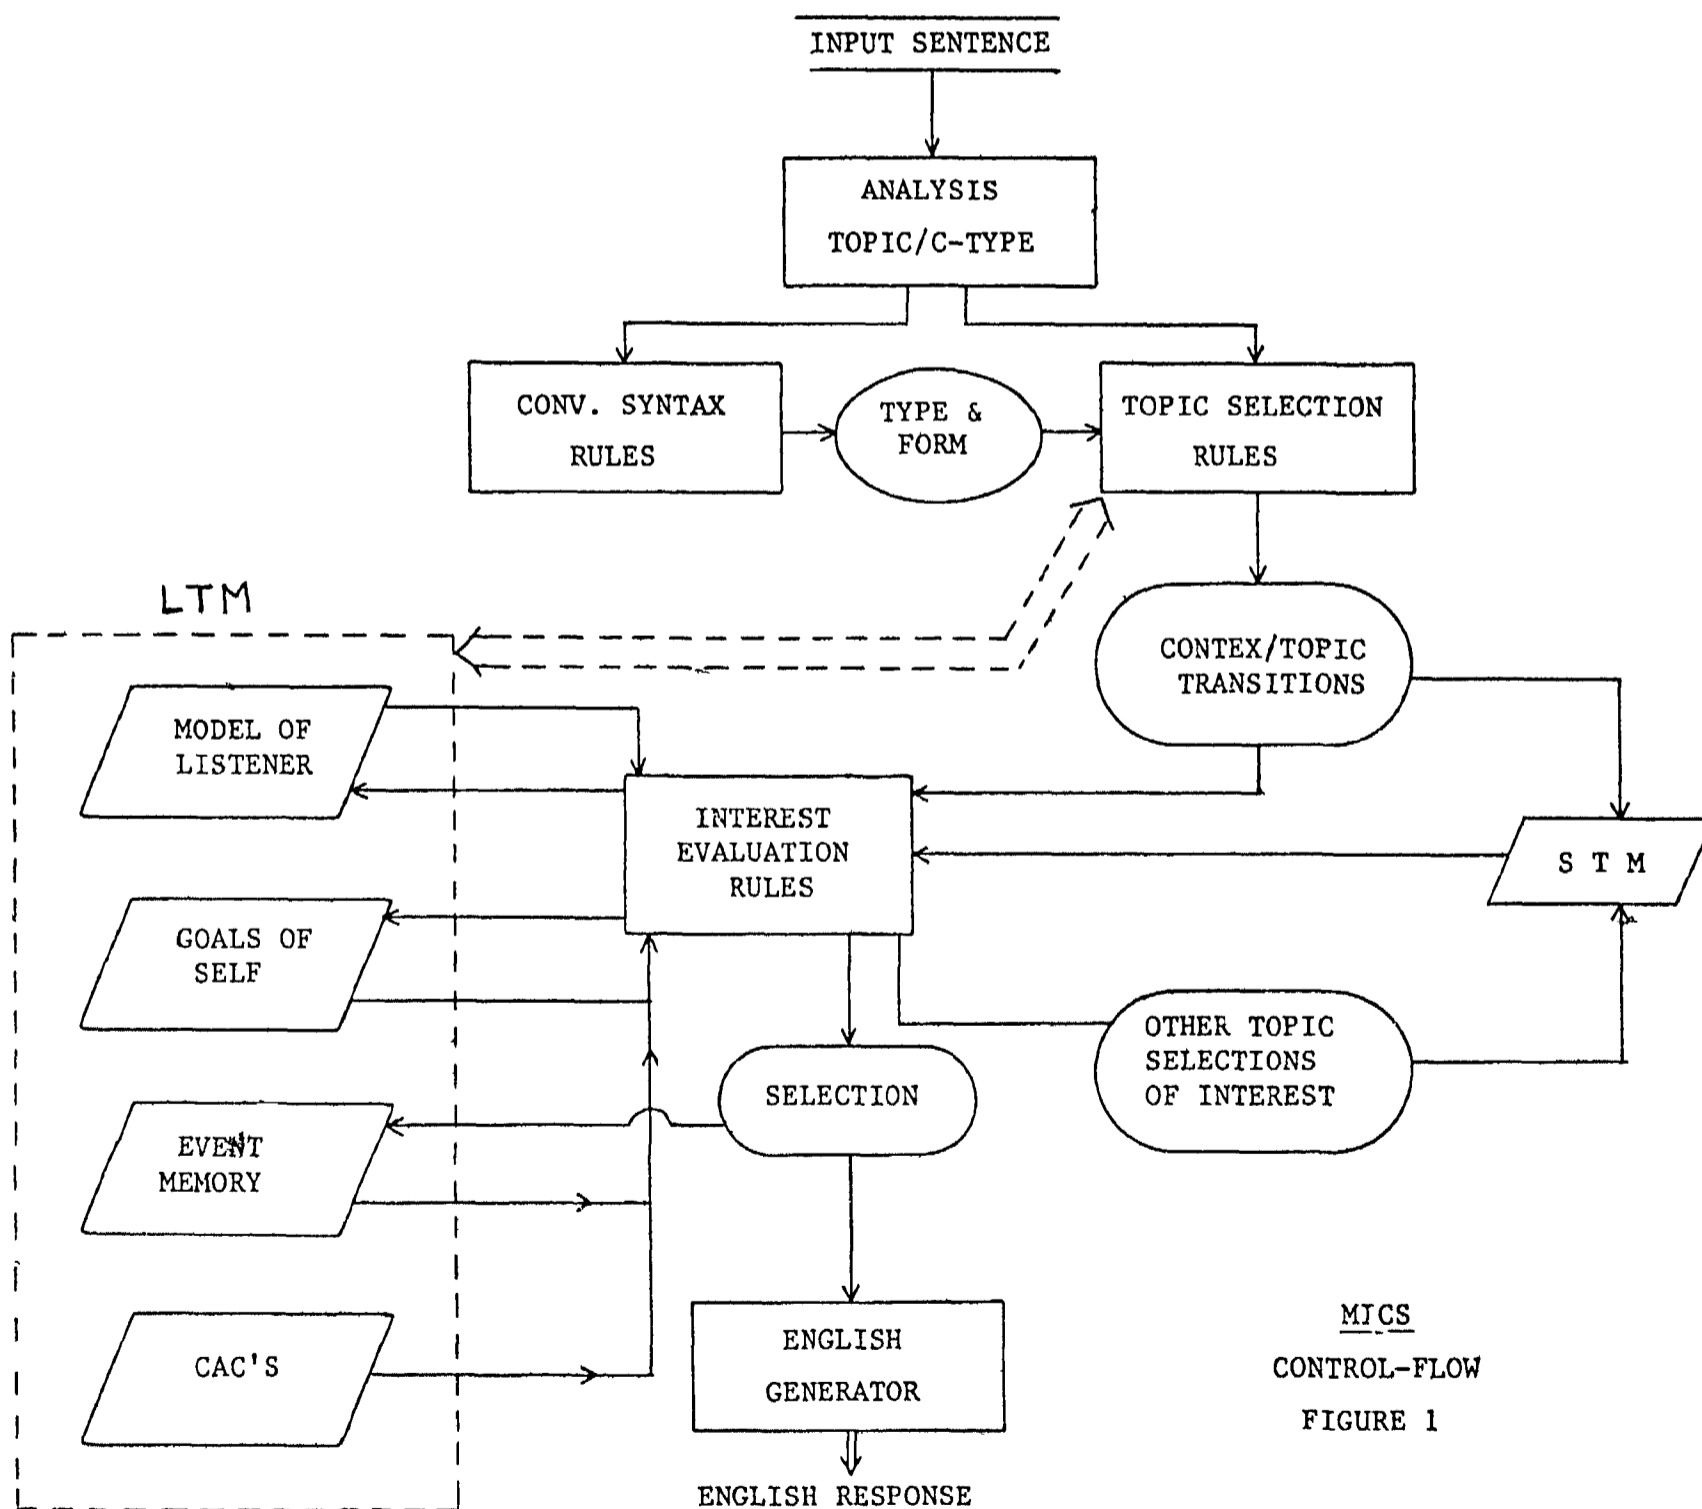 INPUT SENTENCE
ANALYSIS
TOPIC/C-TYPE
CONV. SYNTAX
RULES
TYPE &
FORM
TOPIC SELECTION
RULES
LTM
CONTEX/TOPIC
TRANSITIONS
MODEL OF
LISTENER
INTEREST
EVALUATION
RULES
S T M
GOALS OF
SELF
OTHER TOPIC
SELECTIONS
OF INTEREST
SELECTION
EVENT
MEMORY
CAC'S
ENGLISH
GENERATOR
ENGLISH RESPONSE
MICS
CONTROL-FLOW
FIGURE 1